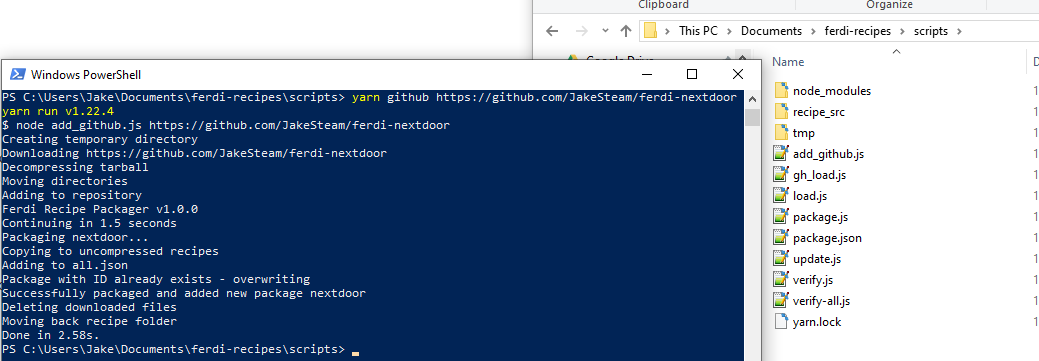 Clipboard
Organize
This PC
Documents
ferdi-recipes
scripts
Google Drive
Name
node_modules
recipe_src
tmp
add_github.js
gh_load.js
load.js
package.js
package.json
update.js
verify.js
verify-all.js
yarn.lock
Windows PowerShell
PS C:\Users\Jake\Documents\ferdi-recipes\scripts> yarn github https://github.com/JakeSteam/ferdi-nextdoor
yarn run v1.22.4
$ node add_github.js https://github.com/JakeSteam/ferdi-nextdoor
Creating temporary directory
Downloading https://github.com/JakeSteam/ferdi-nextdoor
Decompressing tarball
Moving directories
Adding to repository
Ferdi Recipe Packager v1.0.0
Continuing in 1.5 seconds
Packaging nextdoor...
Copying to uncompressed recipes
Adding to all.json
Package with ID already exists - overwriting
Successfully packaged and added new package nextdoor
Deleting downloaded files
Moving back recipe folder
Done in 2.58s.
PS C:\Users\Jake\Documents\ferdi-recipes\scripts>